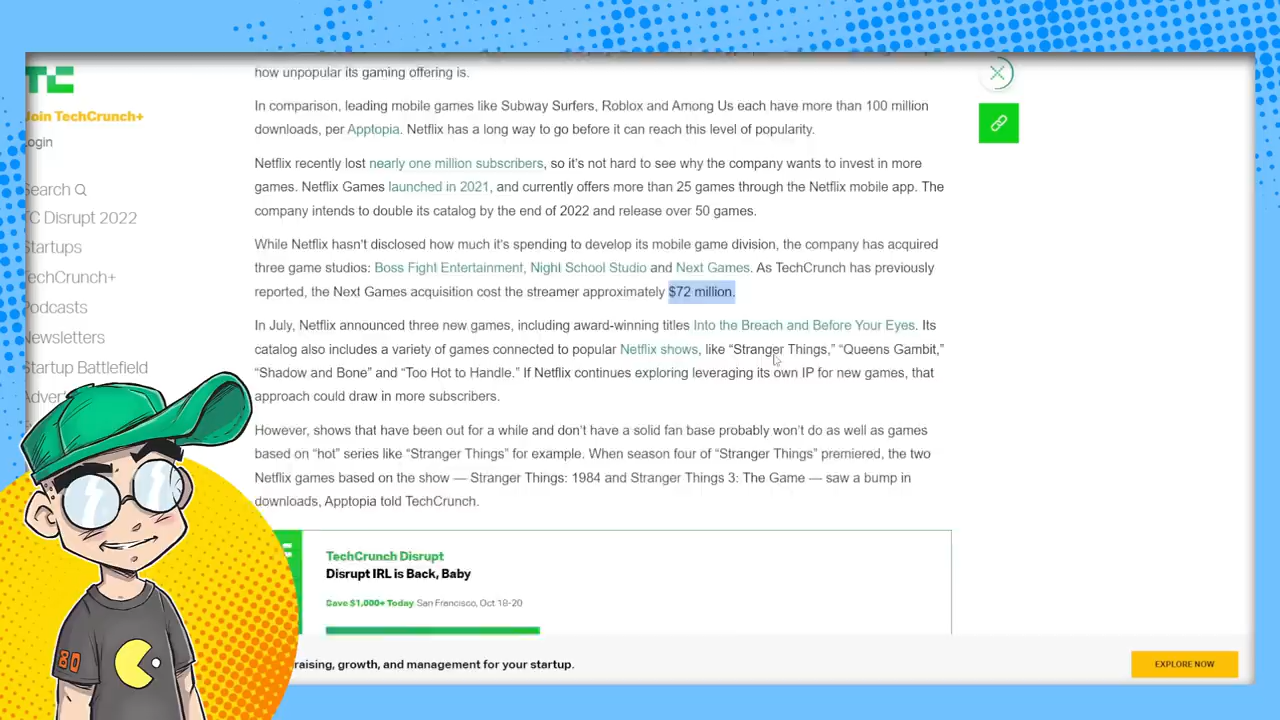 TC
Join TechCrunch+
Login
Search
TC Disrupt 2022
Startups
TechCrunch+
Podcasts
Newsletters
Startup Battlefield
how unpopular its gaming offering is.
In comparison, leading mobile games like Subway Surfers, Roblox and Among Us each have more than 100 million
downloads, per Apptopia. Netflix has a long way to go before it can reach this level of popularity.
Netflix recently lost nearly one million subscribers, so it's not hard to see why the company wants to invest in more
games. Netflix Games launched in 2021, and currently offers more than 25 games through the Netflix mobile app. The
company intends to double its catalog by the end of 2022 and release over 50 games.
While Netflix hasn't disclosed how much it's spending to develop its mobile game division, the company has acquired
three game studios: Boss Fight Entertainment, Night School Studio and Next Games. As TechCrunch has previously
reported, the Next Games acquisition cost the streamer approximately $72 million.
In July, Netflix announced three new games, including award-winning titles Into the Breach and Before Your Eyes. Its
catalog also includes a variety of games connected to popular Netflix shows, like “Stranger Things,” “Queens Gambit,”
“Shadow and Bone” and “Too Hot to Handle.” If Netflix continues exploring leveraging its own IP for new games, that
approach could draw in more subscribers.
However, shows that have been out for a while and don't have a solid fan base probably won't do as well as games
based on “hot” series like “Stranger Things” for example. When season four of “Stranger Things” premiered, the two
Netflix games based on the show — Stranger Things: 1984 and Stranger Things 3: The Game — saw a bump in
downloads, Apptopia told TechCrunch.
TechCrunch Disrupt
Disrupt IRL is Back, Baby
Save $1,000+ Today San Francisco, Oct 18-20
raising, growth, and management for your startup.
EXPLORE NOW
80